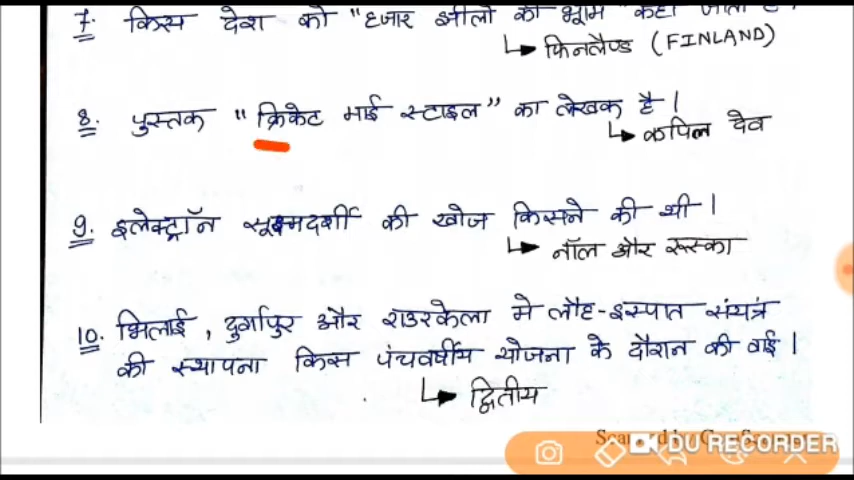 7. किस देश को "हजार झीलो की भूमि" कहा जाता है।
↳ फिनलैण्ड (FINLAND)
8. पुस्तक "क्रिकेट माई स्टाइल" का लेखक है।
↳ कपिल देव
9. इलेक्ट्रॉन सूक्ष्मदर्शी की खोज किसने की थी।
↳ नॉल और रूस्का
10. भिलाई, दुर्गापुर और राउरकेला मे लौह-इस्पात संयंत्र
की स्थापना किस पंचवर्षीय योजना के दौरान की गई।
↳ द्वितीय
DU RECORDER